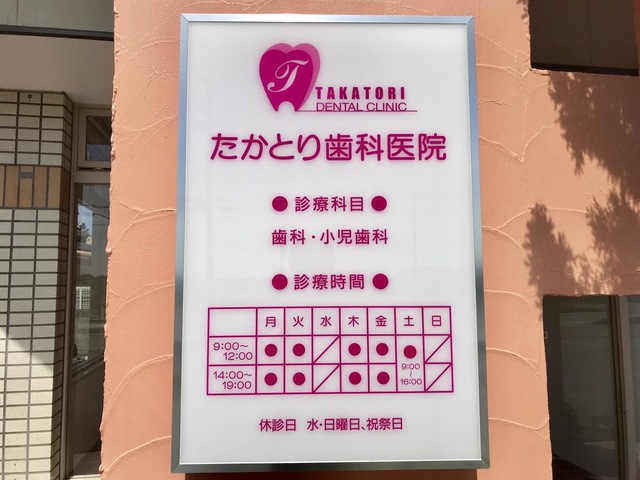 T
TAKATORI
DENTAL CLINIC
たかとり歯科医院
● 診療科目 ●
歯科・小児歯科
● 診療時間 ●
月 火 水 木 金 土 日
9:00～12:00 ● ● ／ ● ● ● 9:00～16:00 ／
14:00～19:00 ● ● ／ ● ● ／
休診日 水・日曜日、祝祭日